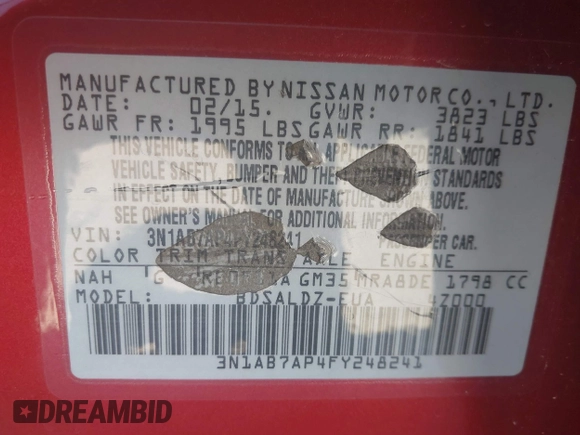 MANUFACTURED BY NISSAN MOTOR CO., LTD.
DATE: 02/15. GVWR: 3823 LBS
GAWR FR: 1995 LBS GAWR RR: 1841 LBS
THIS VEHICLE CONFORMS TO APPLICABLE FEDERAL MOTOR
VEHICLE SAFETY, BUMPER AND THEFT PREVENTION STANDARDS
IN EFFECT ON THE DATE OF MANUFACTURE SHOWN ABOVE.
SEE OWNER'S MANUAL FOR ADDITIONAL INFORMATION.
VIN: 3N1AB7AP4FY248241 PASSENGER CAR.
COLOR TRIM TRANS AXLE ENGINE
NAH G GM35 MRA8DE 1798 CC
MODEL: BDSALDZ-EUA 4Z000
3N1AB7AP4FY248241
DREAMBID